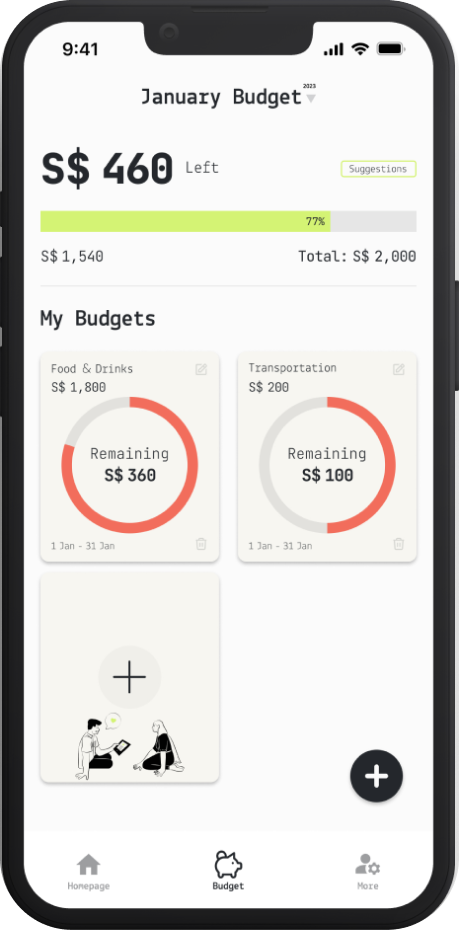 9:41
2023
January Budget
S$ 460 Left
Suggestions
77%
S$ 1,540
Total: S$ 2,000
My Budgets
Food & Drinks
S$ 1,800
Remaining
S$ 360
1 Jan - 31 Jan
Transportation
S$ 200
Remaining
S$ 100
1 Jan - 31 Jan
Homepage
Budget
More